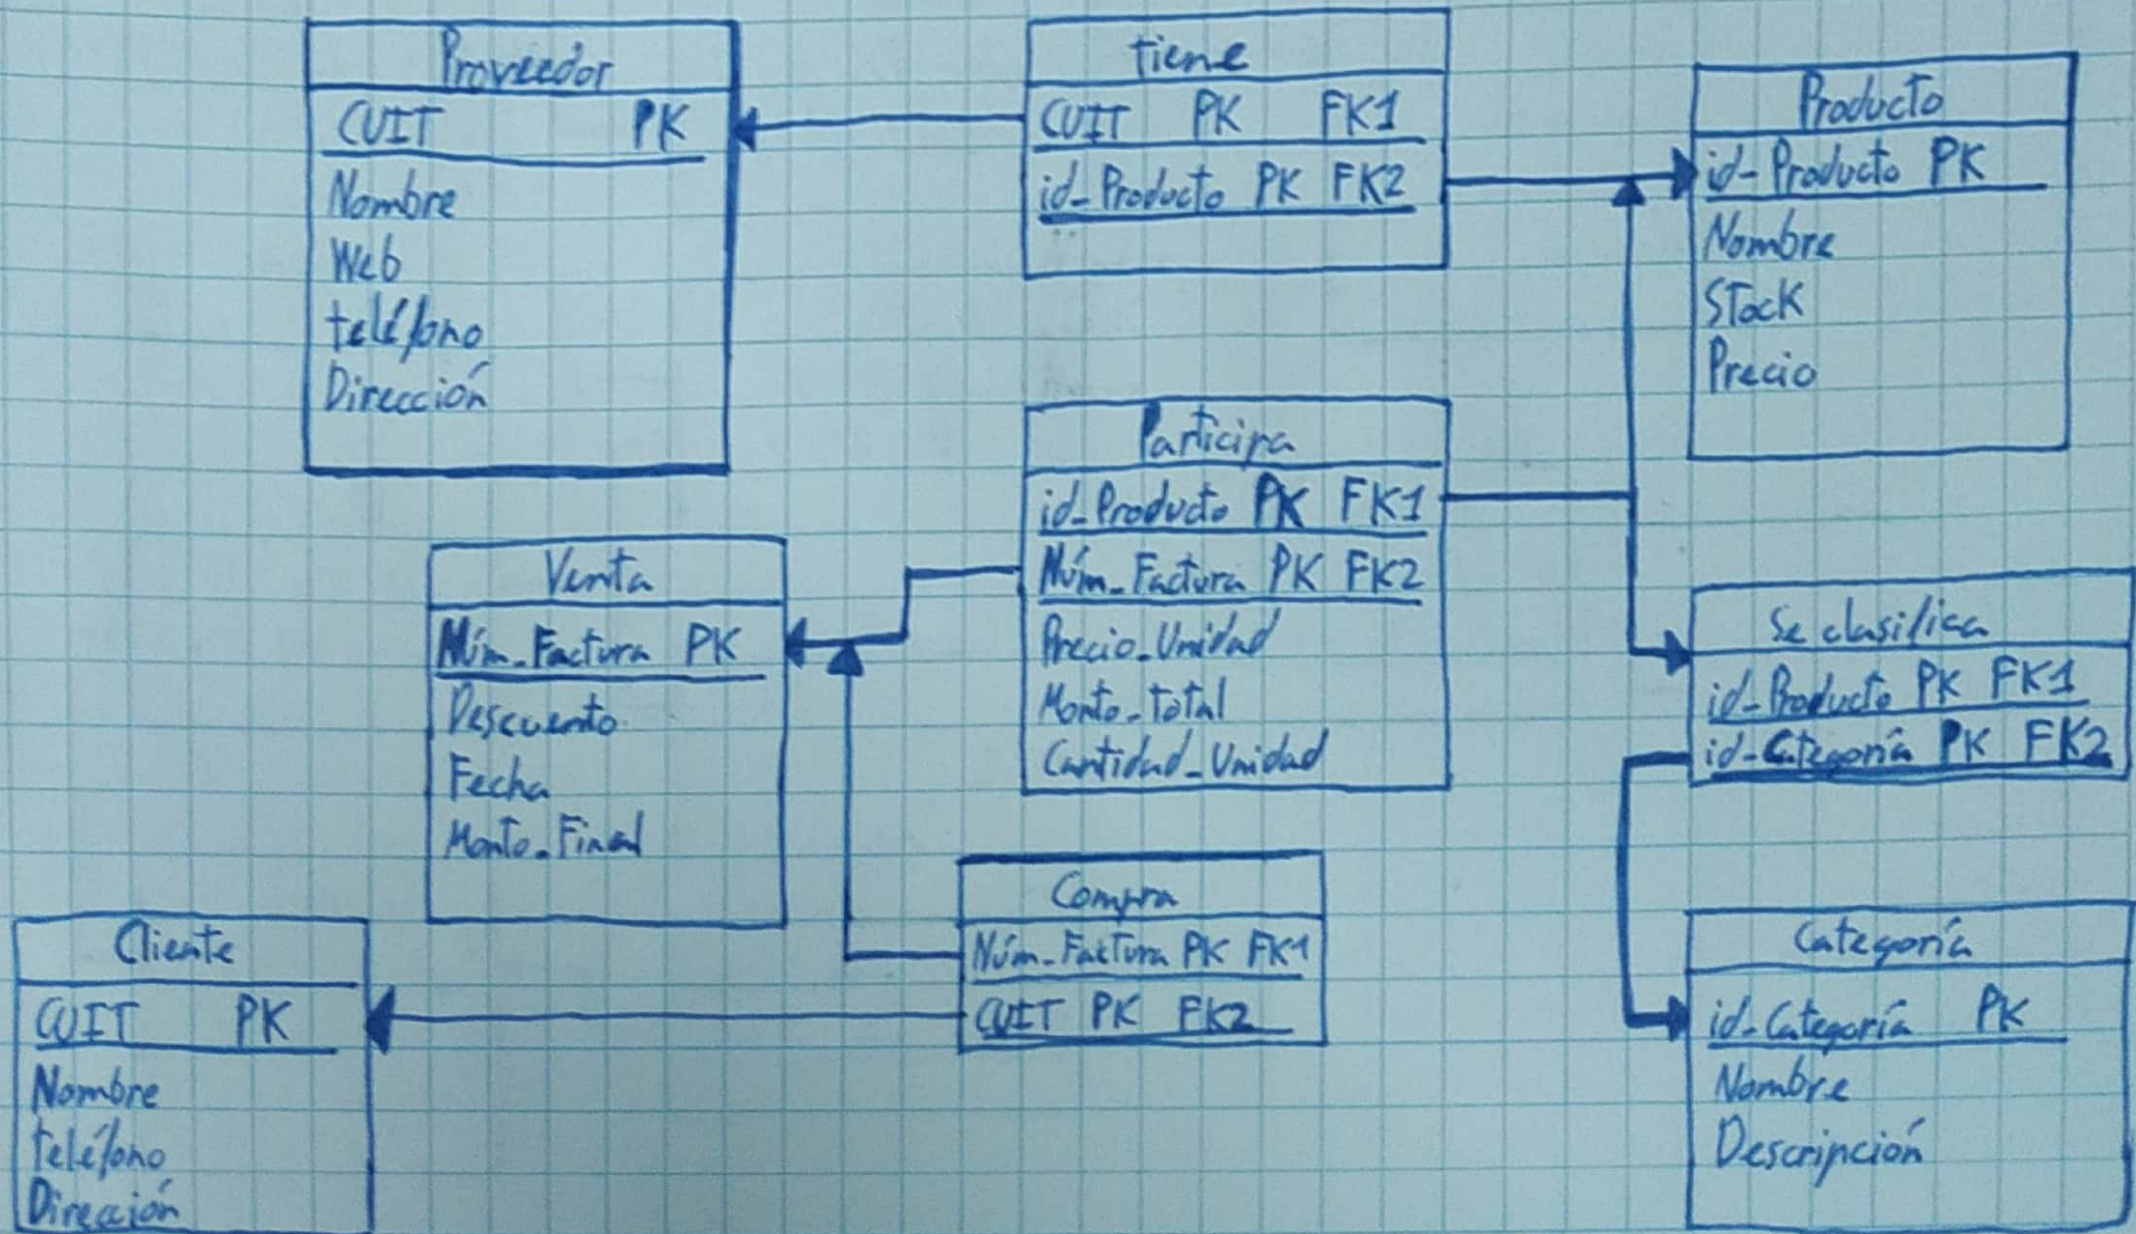 Proveedor
CUIT PK
Nombre
Web
teléfono
Dirección
tiene
CUIT PK FK1
id_Producto PK FK2
Producto
id_Producto PK
Nombre
Stock
Precio
Participa
id_Producto PK FK1
Núm_Factura PK FK2
Precio_Unidad
Monto_total
Cantidad_Unidad
Venta
Núm_Factura PK
Descuento
Fecha
Monto_Final
Se clasifica
id_Producto PK FK1
id_Categoría PK FK2
Compra
Núm_Factura PK FK1
CUIT PK FK2
Cliente
CUIT PK
Nombre
teléfono
Dirección
Categoría
id_Categoría PK
Nombre
Descripción